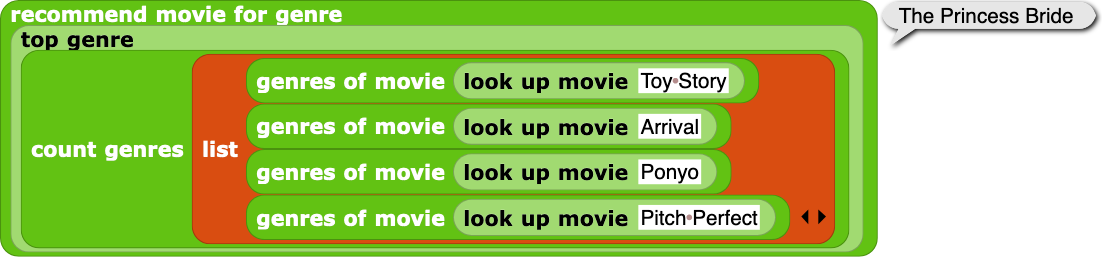 recommend movie for genre
The Princess Bride
top genre
genres of movie look up movie Toy Story
genres of movie look up movie Arrival
count genres list
genres of movie look up movie Ponyo
genres of movie look up movie Pitch Perfect